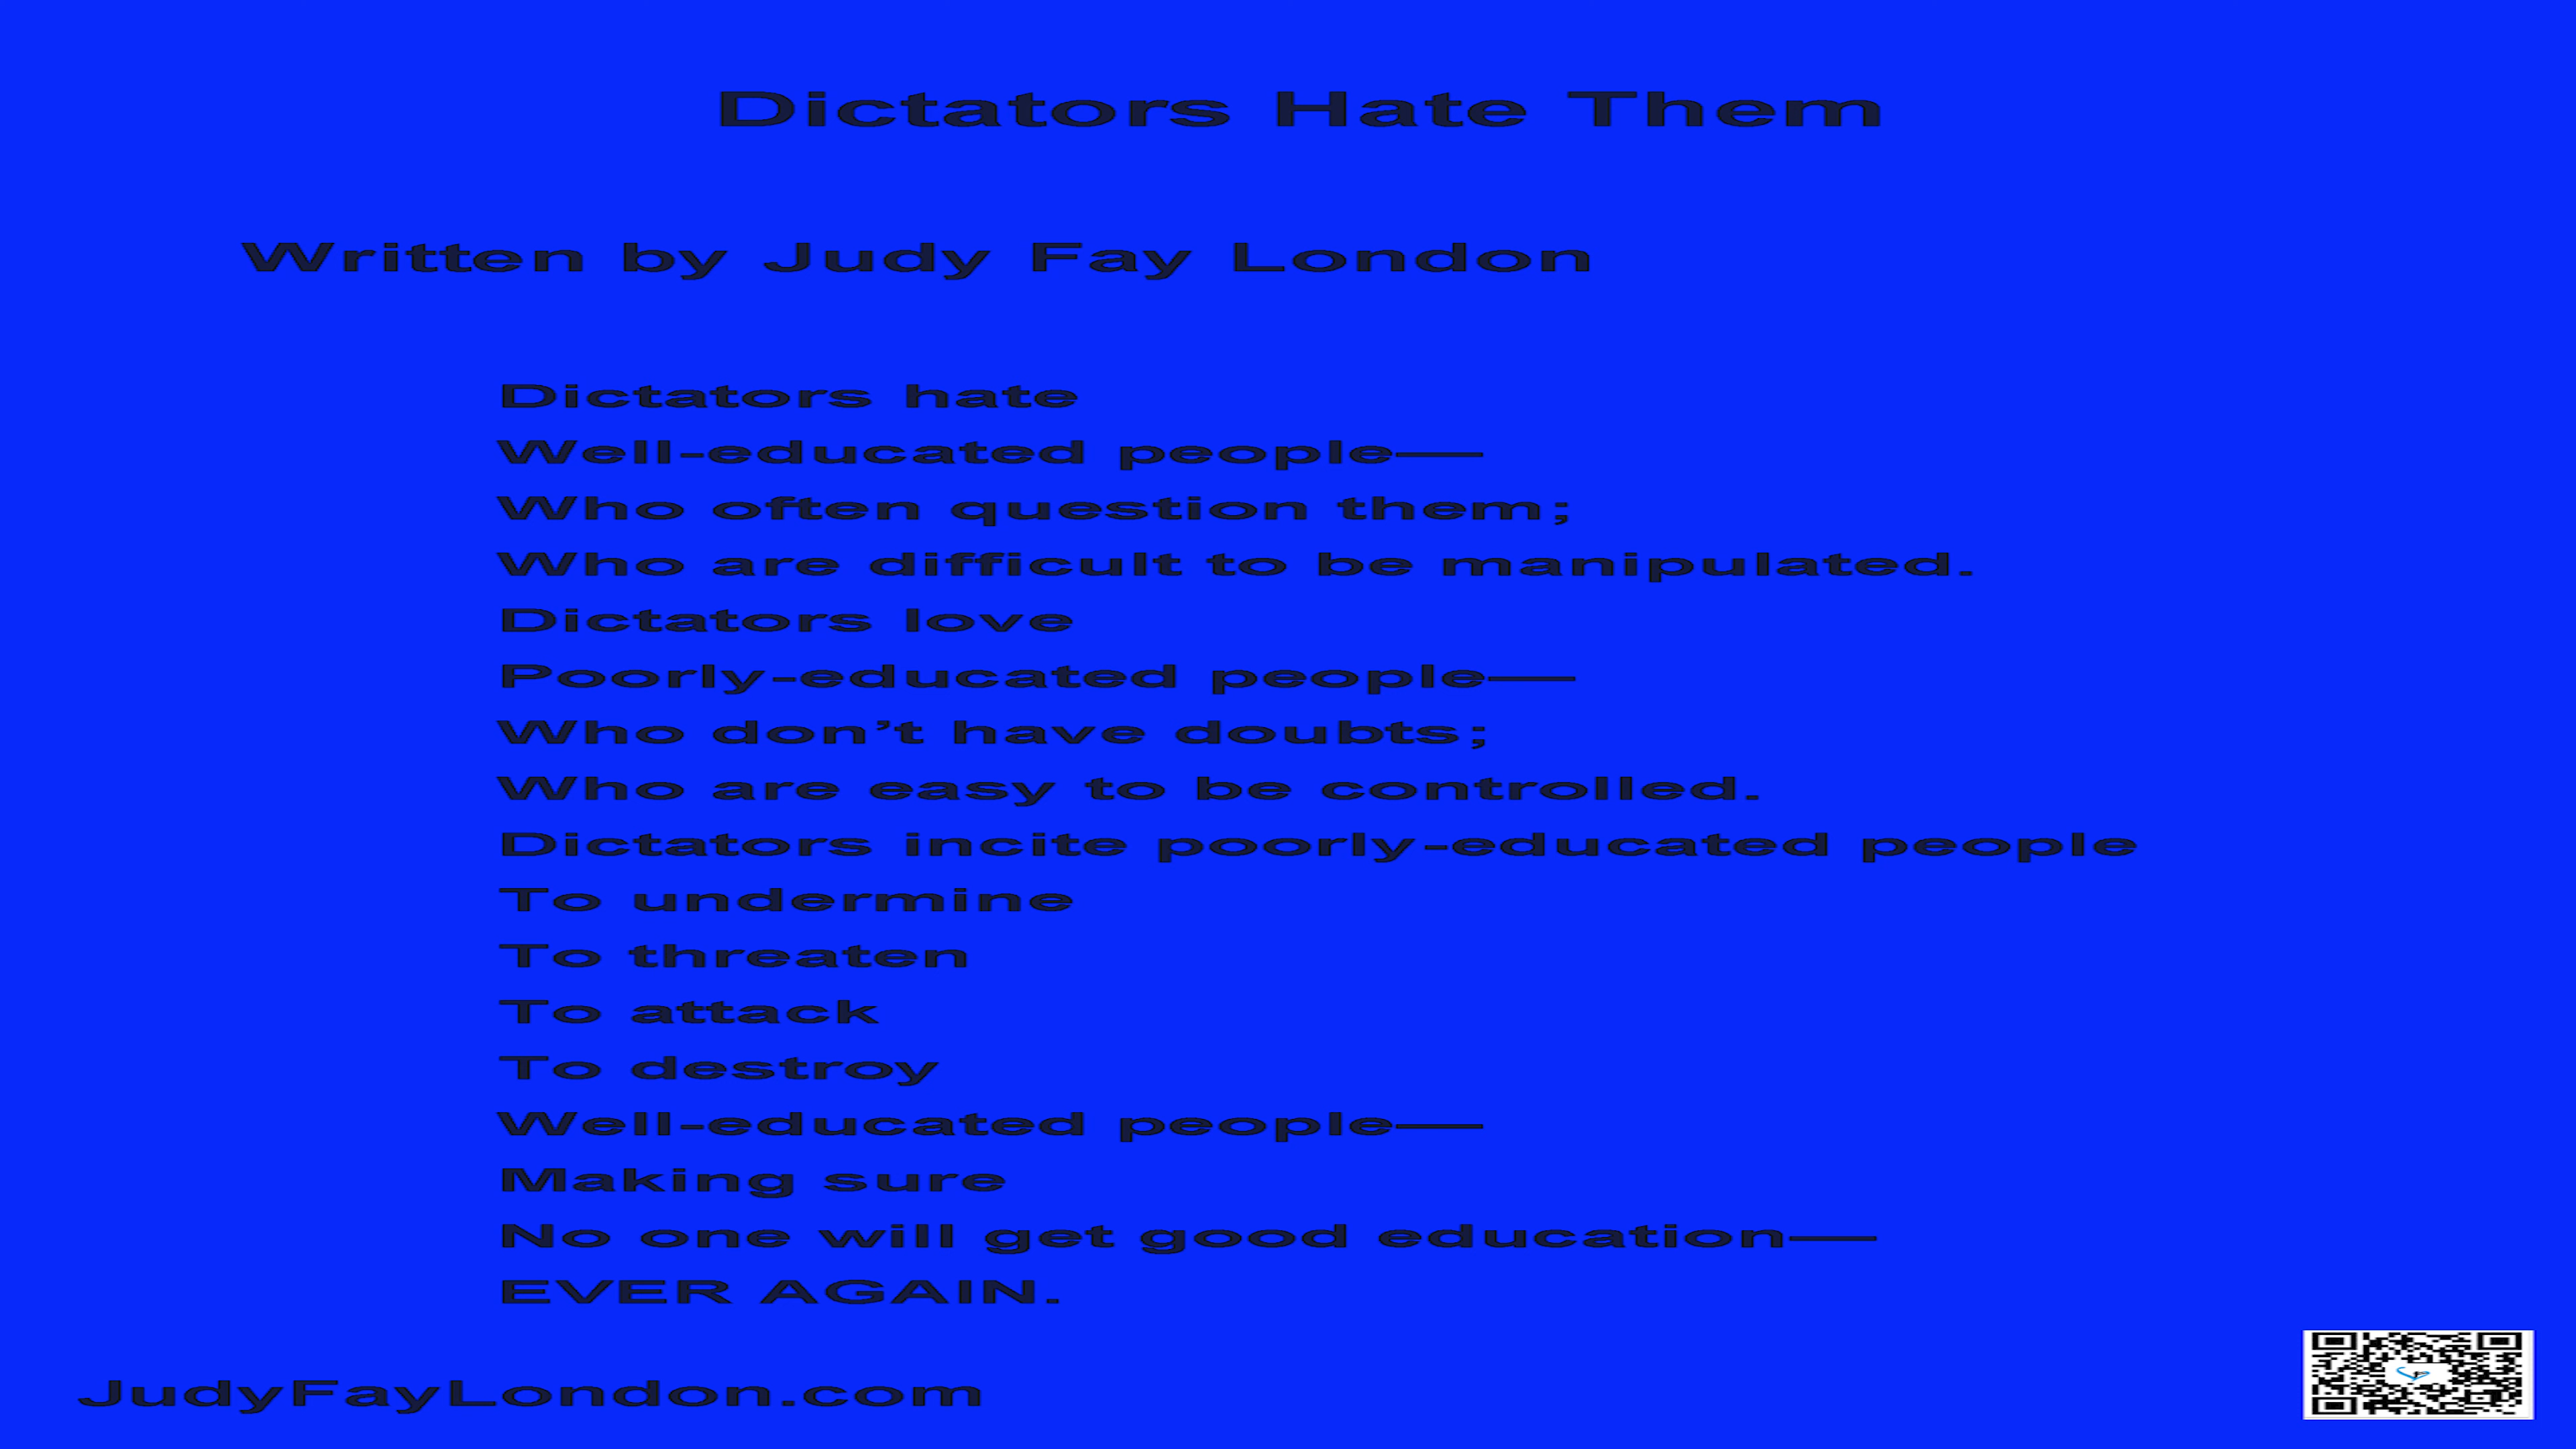 Dictators Hate Them
Written by Judy Fay London
Dictators hate
Well-educated people—
Who often question them;
Who are difficult to be manipulated.
Dictators love
Poorly-educated people—
Who don’t have doubts;
Who are easy to be controlled.
Dictators incite poorly-educated people
To undermine
To threaten
To attack
To destroy
Well-educated people—
Making sure
No one will get good education—
EVER AGAIN.
JudyFayLondon.com